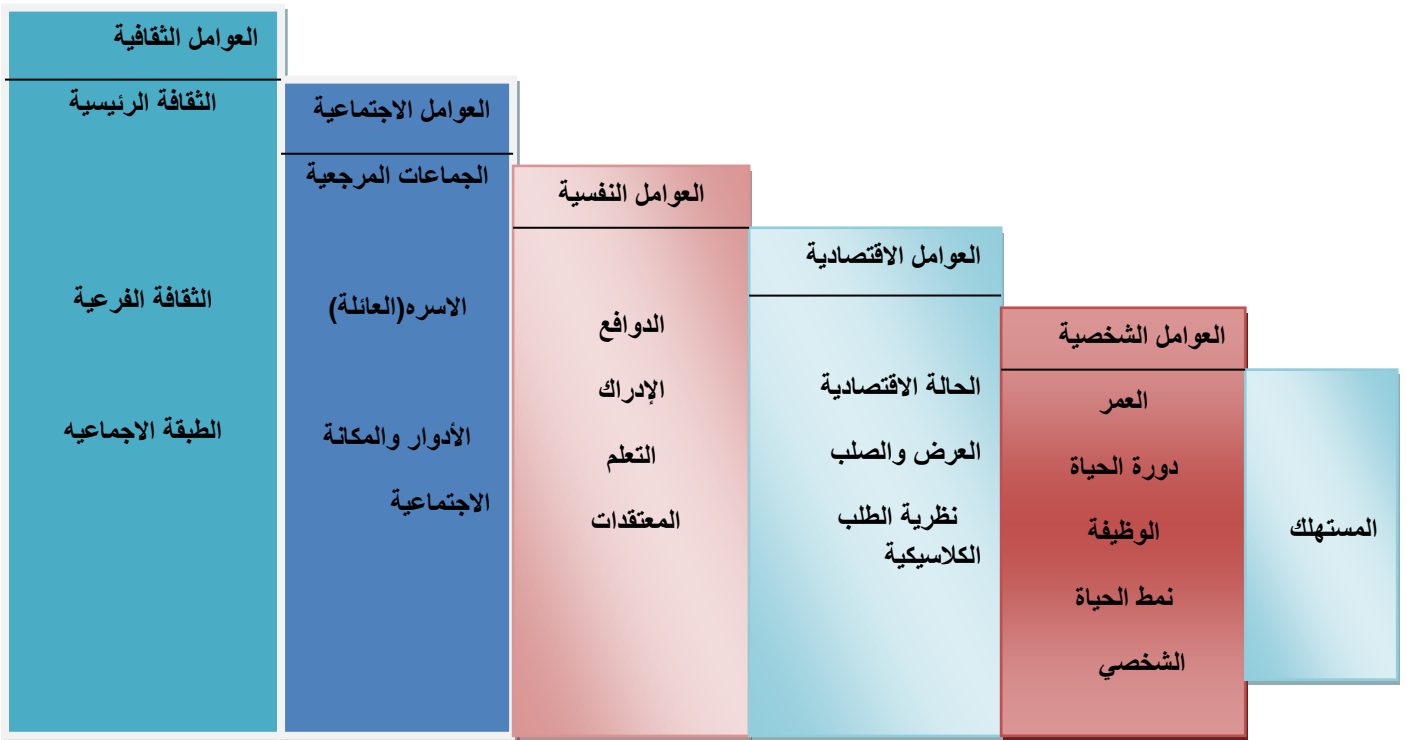 العوامل الثقافية
الثقافة الرئيسية
الثقافة الفرعية
الطبقة الاجماعيه
العوامل الاجتماعية
الجماعات المرجعية
الاسره(العائلة)
الأدوار والمكانة
الاجتماعية
العوامل النفسية
الدوافع
الإدراك
التعلم
المعتقدات
العوامل الاقتصادية
الحالة الاقتصادية
العرض والصلب
نظرية الطلب
الكلاسيكية
العوامل الشخصية
العمر
دورة الحياة
الوظيفة
نمط الحياة
الشخصي
المستهلك